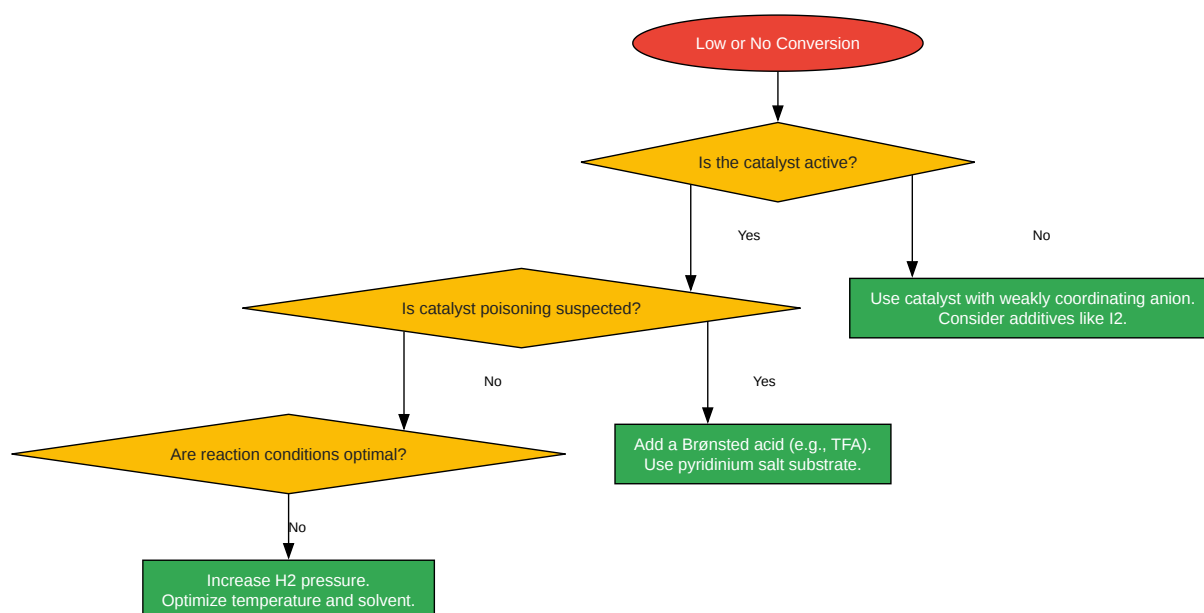 Low or No Conversion
Is the catalyst active?
Yes
No
Is catalyst poisoning suspected?
Use catalyst with weakly coordinating anion.
Consider additives like I2.
No
Yes
Are reaction conditions optimal?
Add a Brønsted acid (e.g., TFA).
Use pyridinium salt substrate.
No
Increase H2 pressure.
Optimize temperature and solvent.